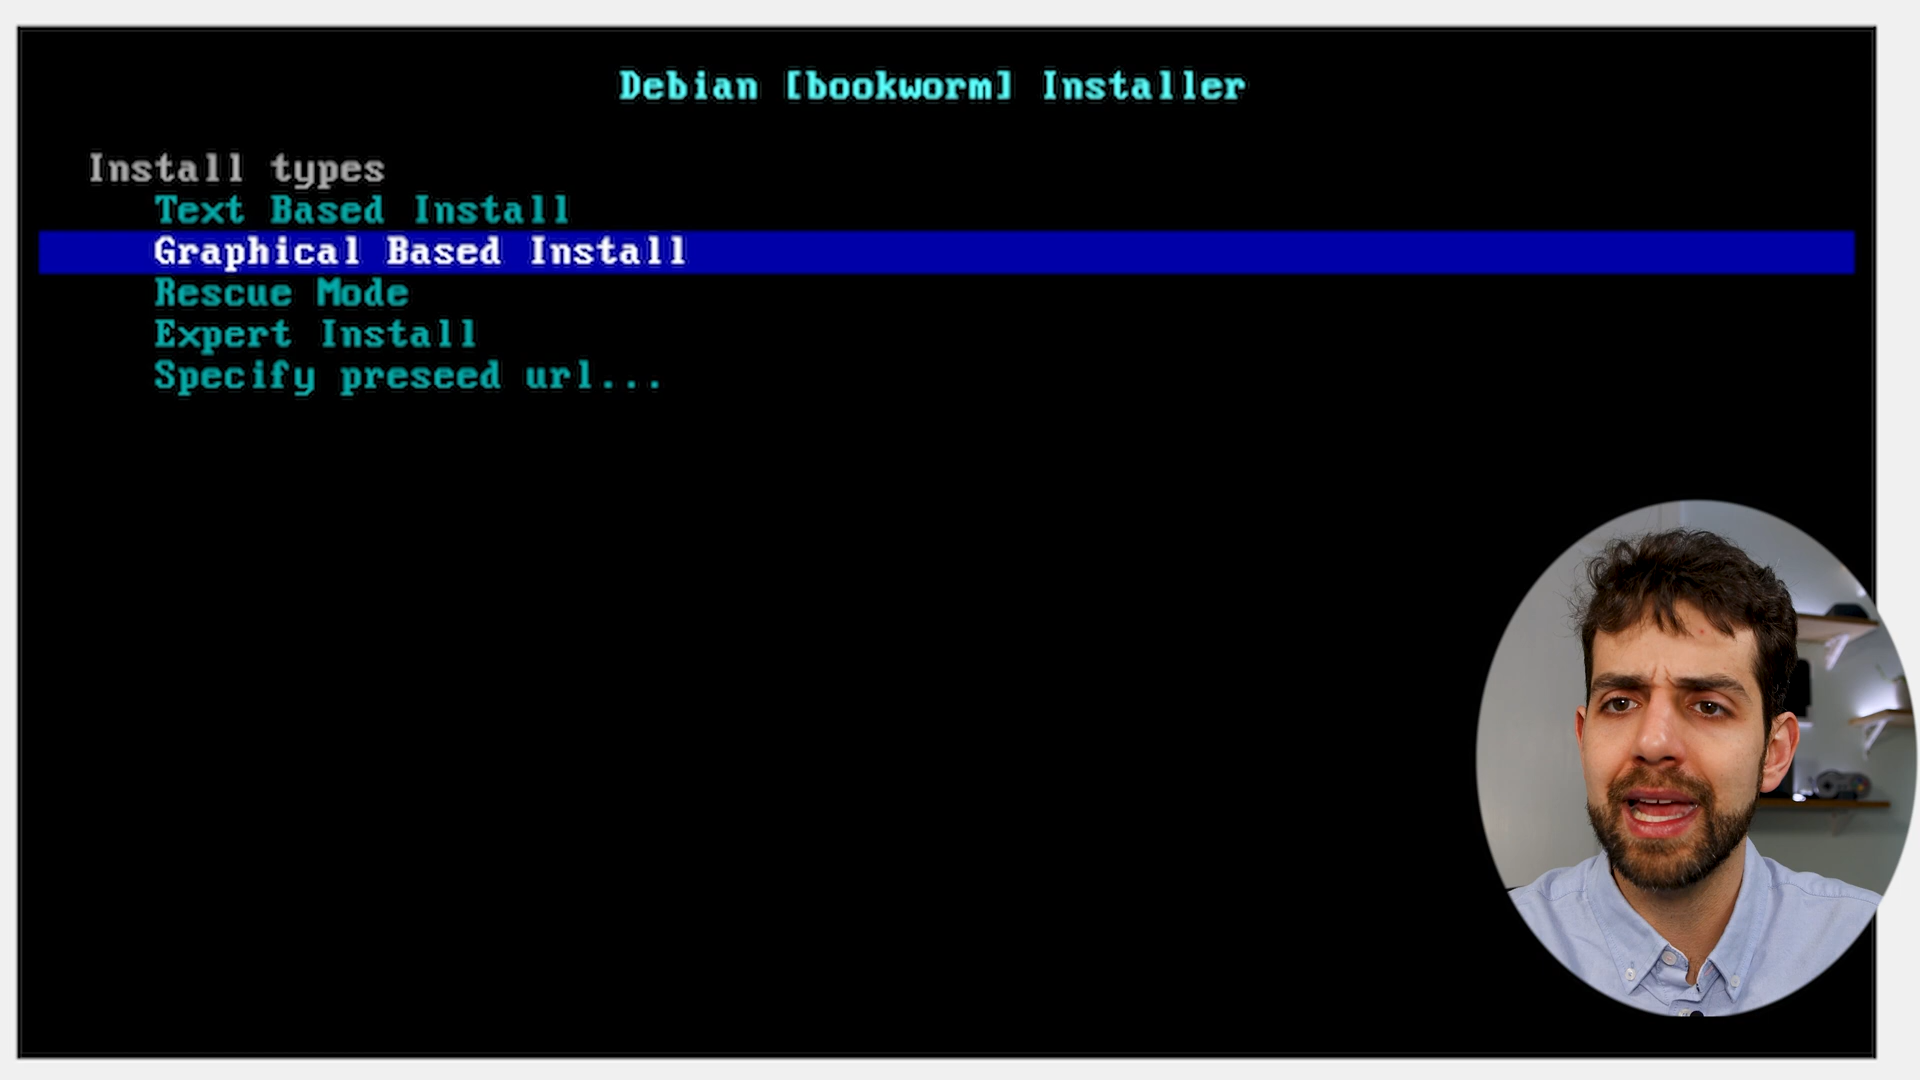 Debian [bookworm] Installer
Install types
Text Based Install
Graphical Based Install
Rescue Mode
Expert Install
Specify preseed url...